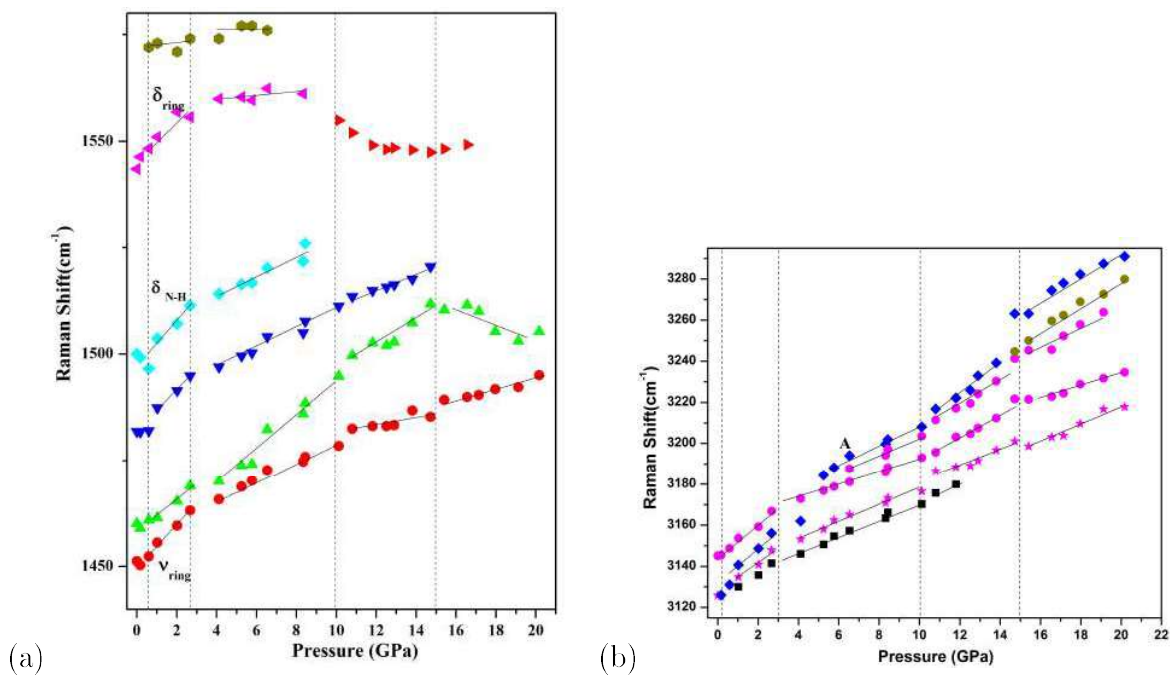 1550
1500
1450
Raman Shift(cm⁻¹)
δring
δN-H
νring
0 2 4 6 8 10 12 14 16 18 20
Pressure (GPa)
(a)
3280
3260
3240
3220
3200
3180
3160
3140
3120
Raman Shift(cm⁻¹)
A
0 2 4 6 8 10 12 14 16 18 20 22
Pressure (GPa)
(b)